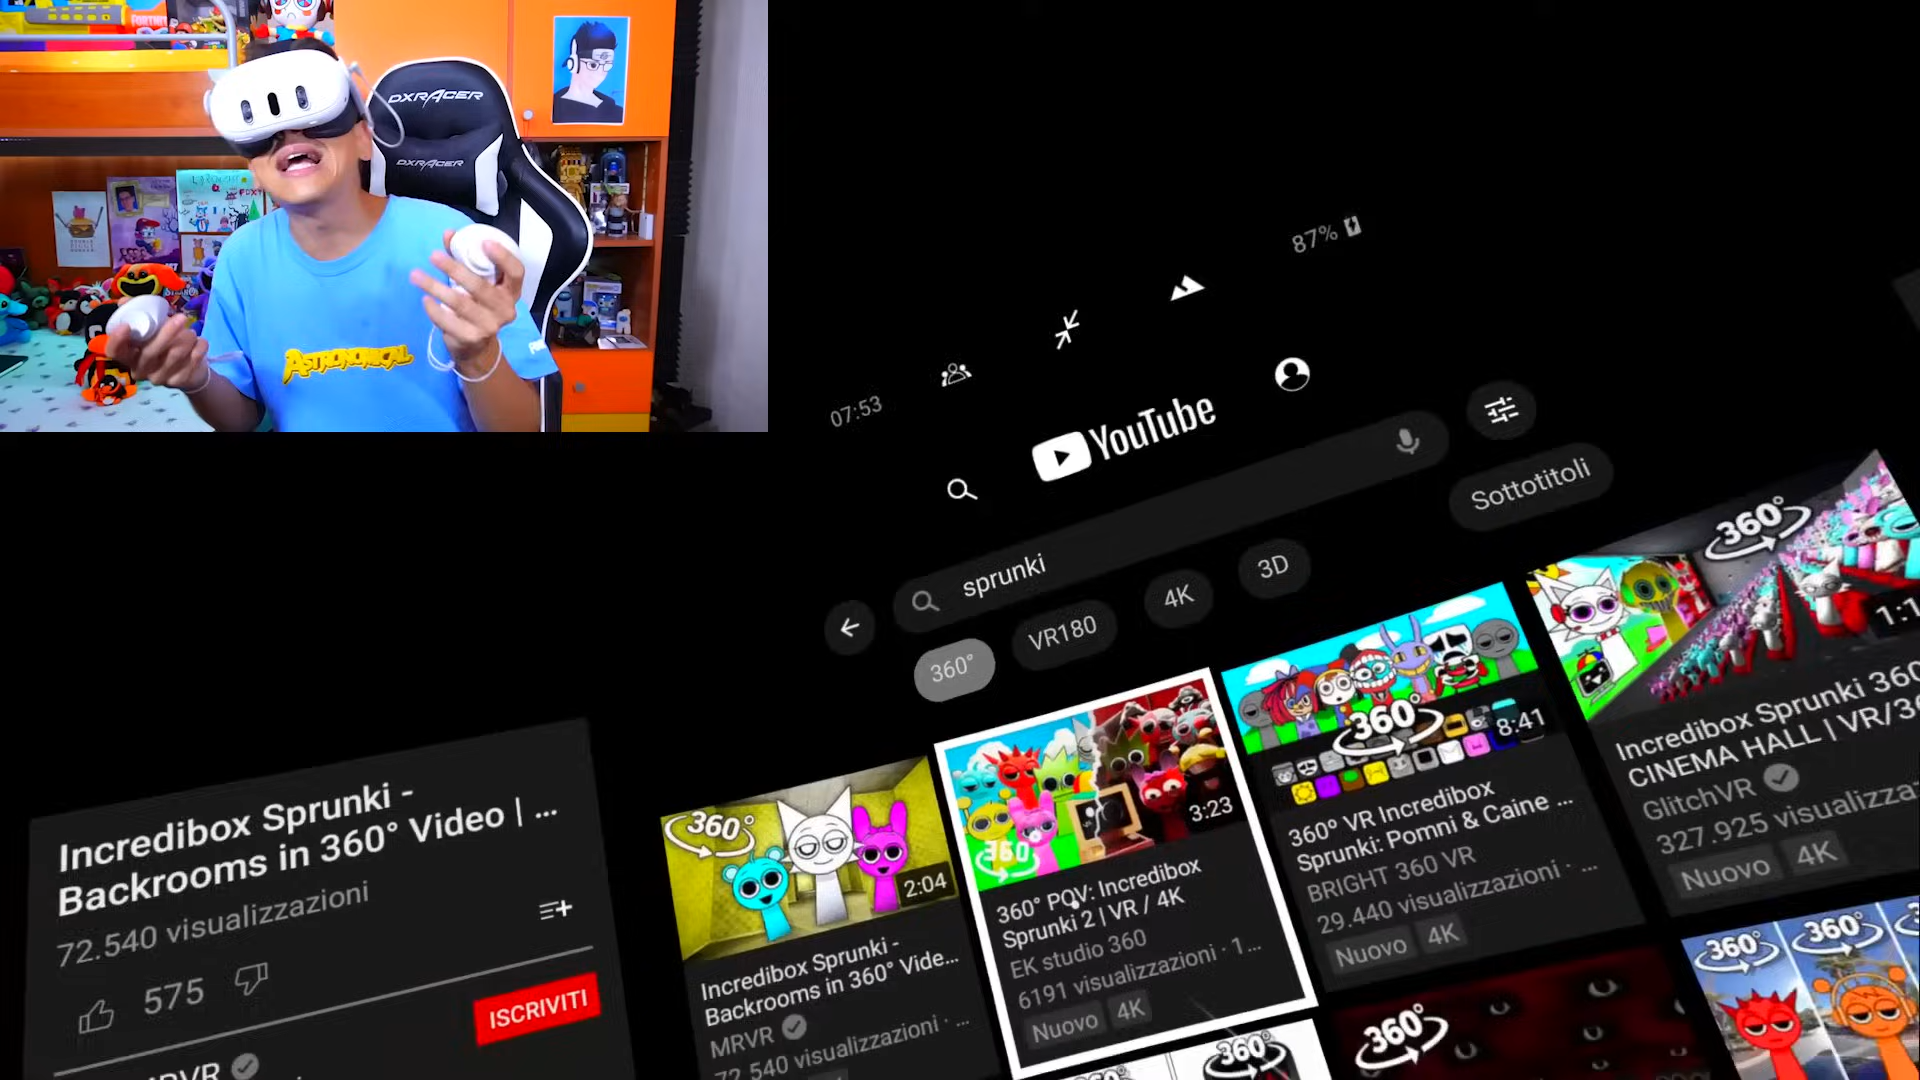 FORTNITE
DXRACER
DXRACER
ASTRONOMICAL
87%
07:53
YouTube
sprunki
Sottotitoli
360°
VR180
4K
3D
Incredibox Sprunki -
Backrooms in 360° Video | ...
72.540 visualizzazioni
575
ISCRIVITI
360°
2:04
Incredibox Sprunki -
Backrooms in 360° Vide...
MRVR
72.540 visualizzazioni · ...
360
3:23
360° POV: Incredibox
Sprunki 2 | VR / 4K
EK studio 360
6191 visualizzazioni · 1...
Nuovo 4K
360°
8:41
360º VR Incredibox
Sprunki: Pomni & Caine ...
BRIGHT 360 VR
29.440 visualizzazioni · ...
Nuovo 4K
360°
Incredibox Sprunki 360
CINEMA HALL | VR/
GlitchVR
327.925
Nuovo 4K
360°
360°
360°
360°